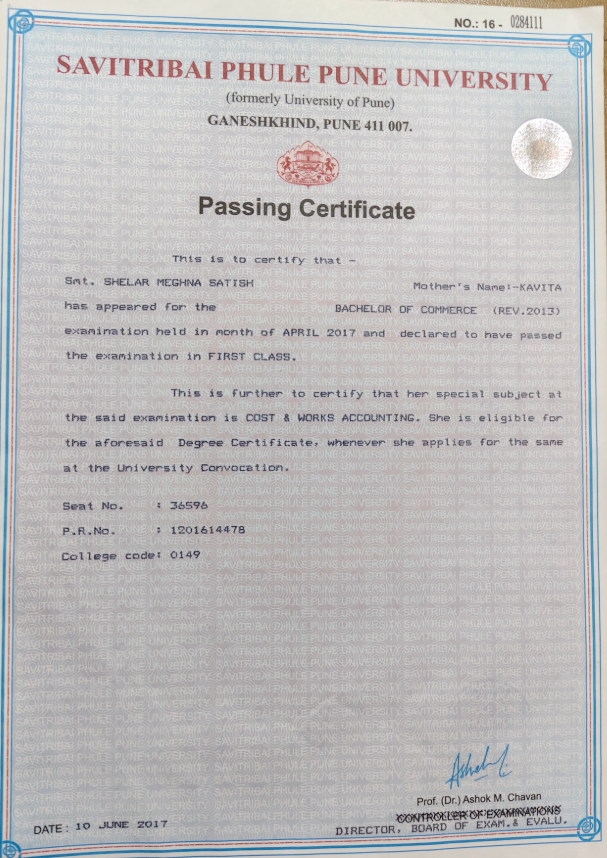 NO.: 16 - 0284111
SAVITRIBAI PHULE PUNE UNIVERSITY
(formerly University of Pune)
GANESHKHIND, PUNE 411 007.
Passing Certificate
This is to certify that -
Smt. SHELAR MEGHNA SATISH Mother's Name:-KAVITA
has appeared for the BACHELOR OF COMMERCE (REV.2013)
examination held in month of APRIL 2017 and declared to have passed
the examination in FIRST CLASS.
This is further to certify that her special subject at
the said examination is COST & WORKS ACCOUNTING. She is eligible for
the aforesaid Degree Certificate, whenever she applies for the same
at the University Convocation.
Seat No. : 36596
P.R.No. : 1201614478
College code: 0149
Prof. (Dr.) Ashok M. Chavan
CONTROLLER OF EXAMINATIONS
DATE : 10 JUNE 2017 DIRECTOR, BOARD OF EXAM.& EVALU.